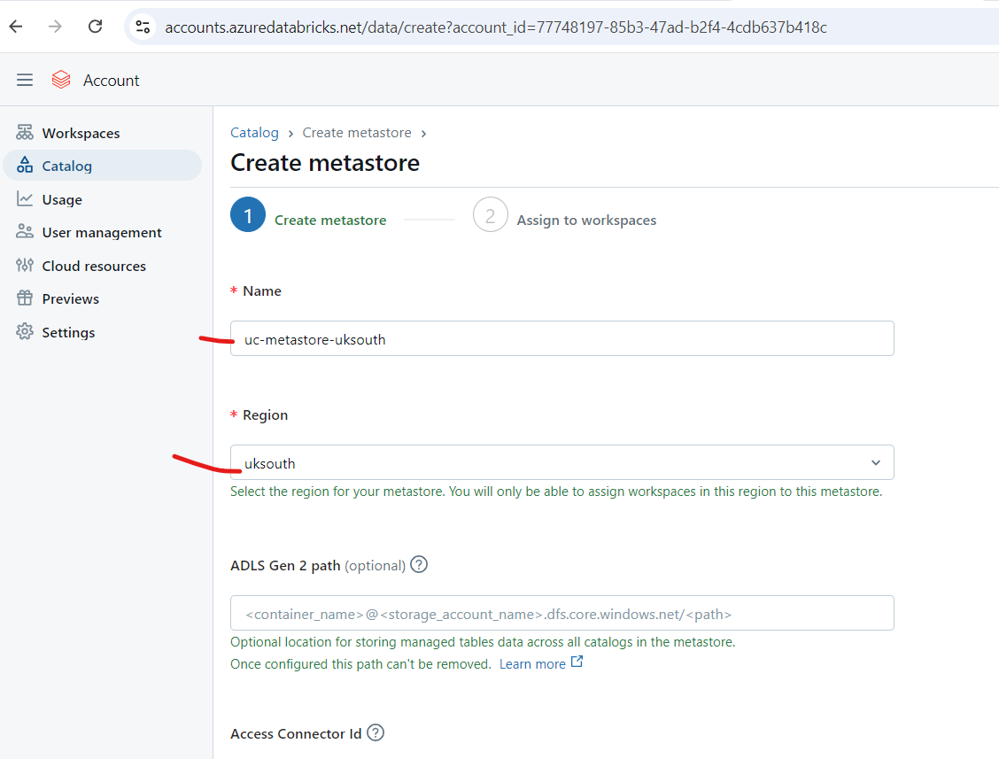 accounts.azuredatabricks.net/data/create?account_id=77748197-85b3-47ad-b2f4-4cdb637b418c
Account
Workspaces
Catalog
Usage
User management
Cloud resources
Previews
Settings
Catalog › Create metastore ›
Create metastore
1 Create metastore 2 Assign to workspaces
* Name
uc-metastore-uksouth
* Region
uksouth
Select the region for your metastore. You will only be able to assign workspaces in this region to this metastore.
ADLS Gen 2 path (optional) ?
<container_name>@<storage_account_name>.dfs.core.windows.net/<path>
Optional location for storing managed tables data across all catalogs in the metastore.
Once configured this path can't be removed. Learn more
Access Connector Id ?